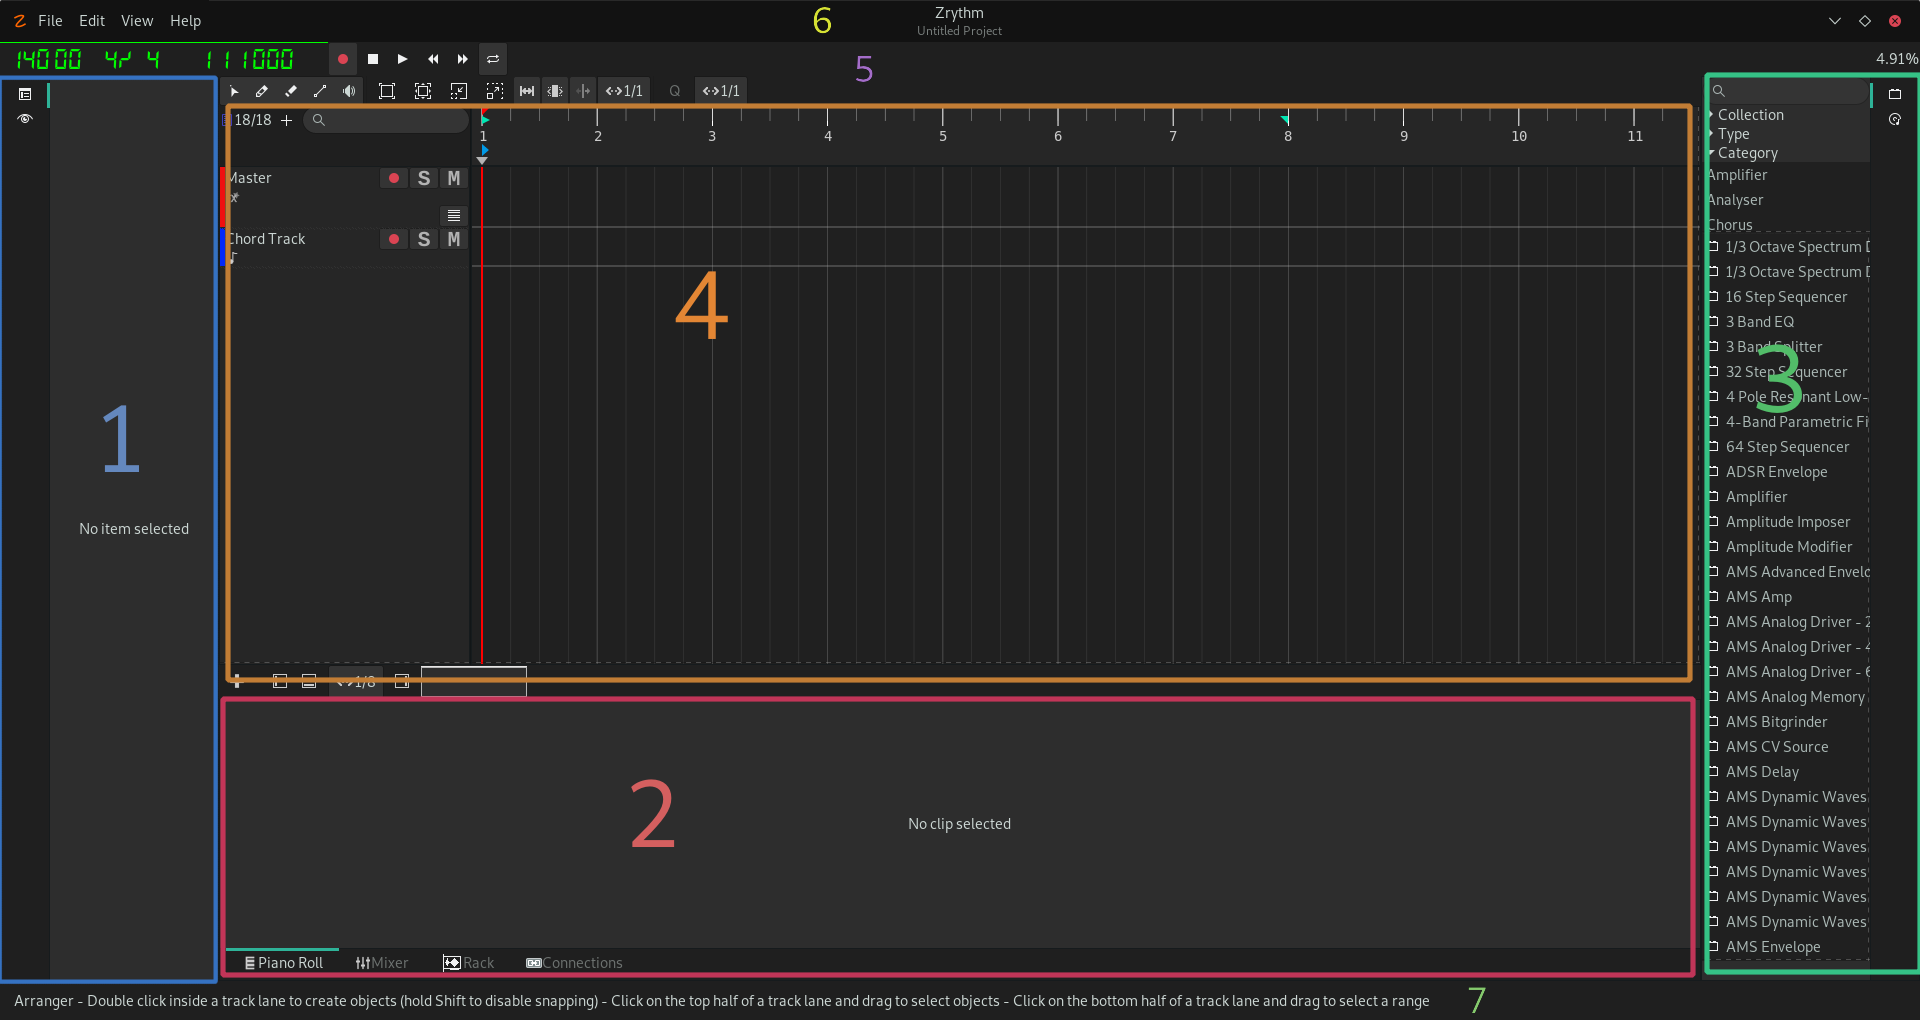 File Edit View Help
6
Zrythm
Untitled Project
14000 4/ 4 111000
5
4.91%
1/1
Q
1/1
18/18 +
1 2 3 4 5 6 7 8 9 10 11
Master
S M
Chord Track
S M
4
1
No item selected
1/8
2
No clip selected
Piano Roll Mixer Rack Connections
Collection
Type
Category
Amplifier
Analyser
Chorus
1/3 Octave Spectrum D
1/3 Octave Spectrum D
16 Step Sequencer
3 Band EQ
3 Band Splitter
3
32 Step Sequencer
4 Pole Resonant Low-
4-Band Parametric Fi
64 Step Sequencer
ADSR Envelope
Amplifier
Amplitude Imposer
Amplitude Modifier
AMS Advanced Envelo
AMS Amp
AMS Analog Driver - 2
AMS Analog Driver - 4
AMS Analog Driver - 6
AMS Analog Memory
AMS Bitgrinder
AMS CV Source
AMS Delay
AMS Dynamic Waves
AMS Dynamic Waves
AMS Dynamic Waves
AMS Dynamic Waves
AMS Dynamic Waves
AMS Dynamic Waves
AMS Envelope
Arranger - Double click inside a track lane to create objects (hold Shift to disable snapping) - Click on the top half of a track lane and drag to select objects - Click on the bottom half of a track lane and drag to select a range
7